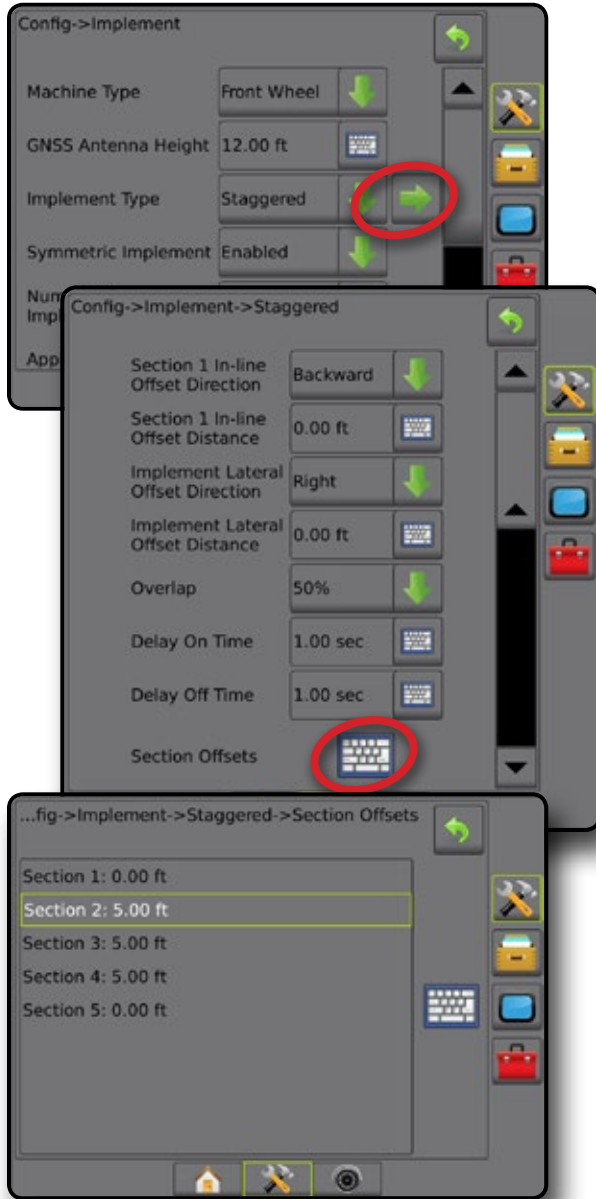 Config->Implement
Machine Type Front Wheel
GNSS Antenna Height 12.00 ft
Implement Type Staggered
Symmetric Implement Enabled
Num
Impl
App
Config->Implement->Staggered
Section 1 In-line
Offset Direction Backward
Section 1 In-line
Offset Distance 0.00 ft
Implement Lateral
Offset Direction Right
Implement Lateral
Offset Distance 0.00 ft
Overlap 50%
Delay On Time 1.00 sec
Delay Off Time 1.00 sec
Section Offsets
...fig->Implement->Staggered->Section Offsets
Section 1: 0.00 ft
Section 2: 5.00 ft
Section 3: 5.00 ft
Section 4: 5.00 ft
Section 5: 0.00 ft